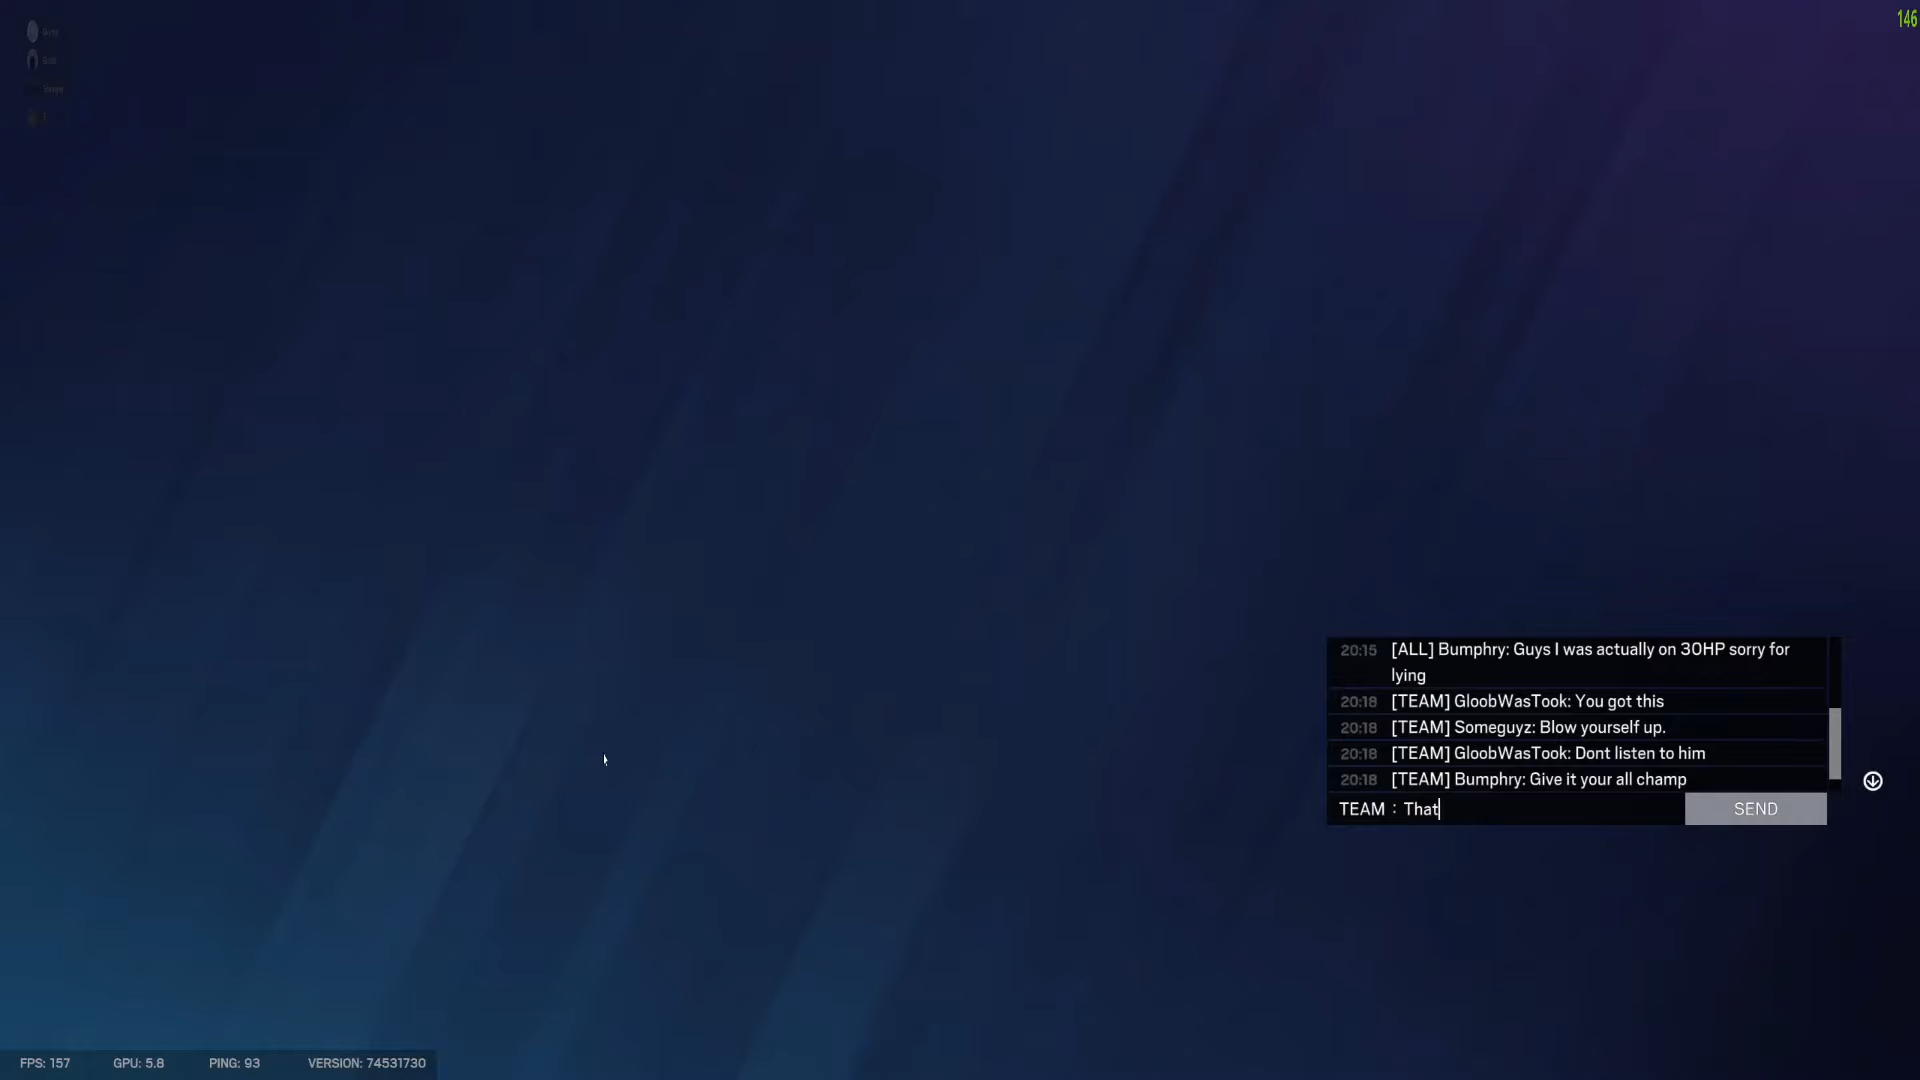 146
20:15 [ALL] Bumphry: Guys I was actually on 30HP sorry for
lying
20:18 [TEAM] GloobWasTook: You got this
20:18 [TEAM] Someguyz: Blow yourself up.
20:18 [TEAM] GloobWasTook: Dont listen to him
20:18 [TEAM] Bumphry: Give it your all champ
TEAM : That
SEND
FPS: 157 GPU: 5.8 PING: 93 VERSION: 74531730